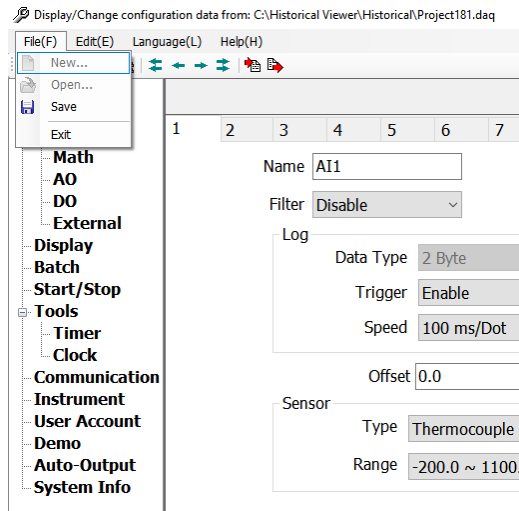 Display/Change configuration data from: C:\Historical Viewer\Historical\Project181.daq
File(F) Edit(E) Language(L) Help(H)
New...
Open...
Save
Exit
1 2 3 4 5 6 7
Math
AO
DO
External
Display
Batch
Start/Stop
Tools
Timer
Clock
Communication
Instrument
User Account
Demo
Auto-Output
System Info
Name AI1
Filter Disable
Log
Data Type 2 Byte
Trigger Enable
Speed 100 ms/Dot
Offset 0.0
Sensor
Type Thermocouple
Range -200.0 ~ 1100.